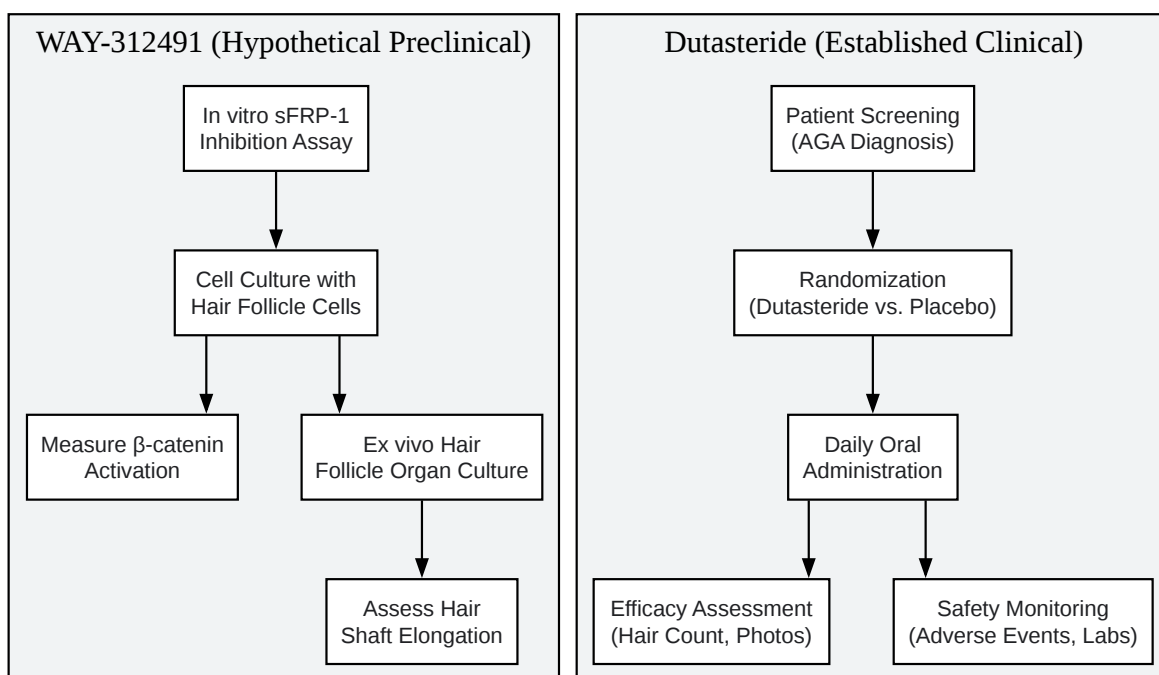 WAY-312491 (Hypothetical Preclinical)
In vitro sFRP-1
Inhibition Assay
Cell Culture with
Hair Follicle Cells
Measure β-catenin
Activation
Ex vivo Hair
Follicle Organ Culture
Assess Hair
Shaft Elongation
Dutasteride (Established Clinical)
Patient Screening
(AGA Diagnosis)
Randomization
(Dutasteride vs. Placebo)
Daily Oral
Administration
Efficacy Assessment
(Hair Count, Photos)
Safety Monitoring
(Adverse Events, Labs)